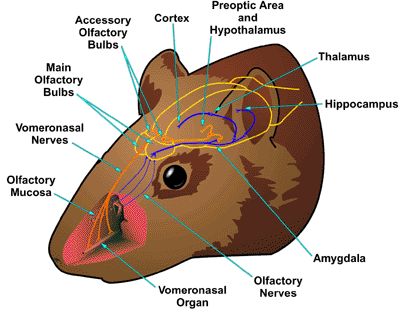 Accessory
Olfactory
Bulbs
Cortex
Preoptic Area
and
Hypothalamus
Main
Olfactory
Bulbs
Thalamus
Hippocampus
Vomeronasal
Nerves
Olfactory
Mucosa
Amygdala
Vomeronasal
Organ
Olfactory
Nerves